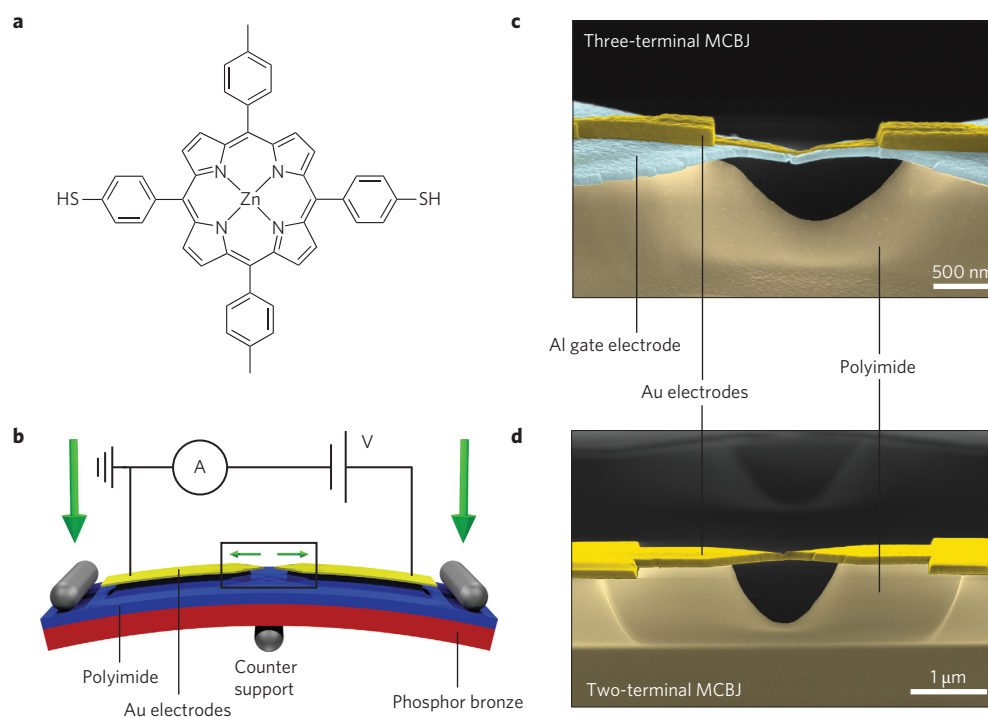 a
HS
N
N
Zn
N
N
SH
b
V
A
Polyimide
Au electrodes
Counter
support
Phosphor bronze
c
Three-terminal MCBJ
500 nm
Al gate electrode
Au electrodes
Polyimide
d
1 µm
Two-terminal MCBJ